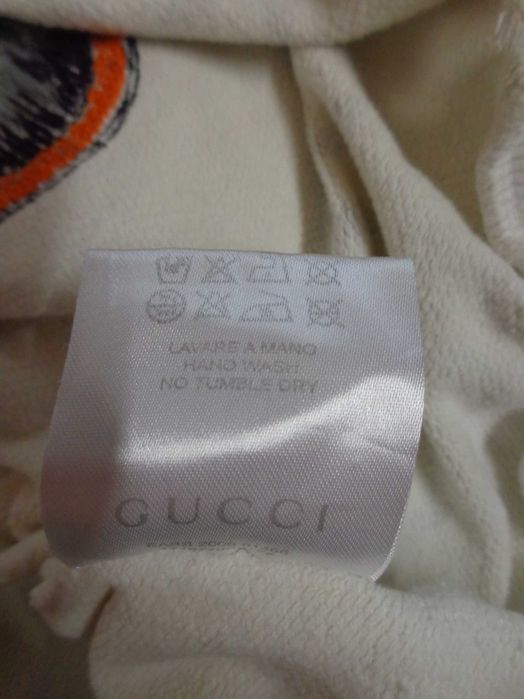 LAVARE A MANO
HAND WASH
NO TUMBLE DRY
GUCCI